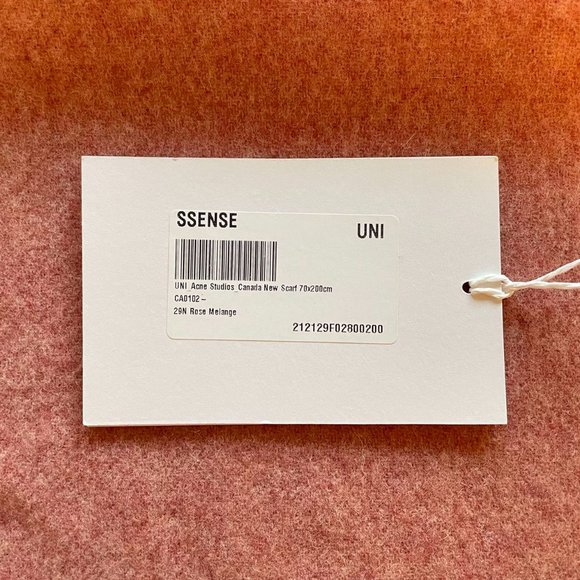 SSENSE
UNI
UNI Acne Studios Canada New Scarf 70x200cm
CA0102 -
29N Rose Melange
212129F02800200